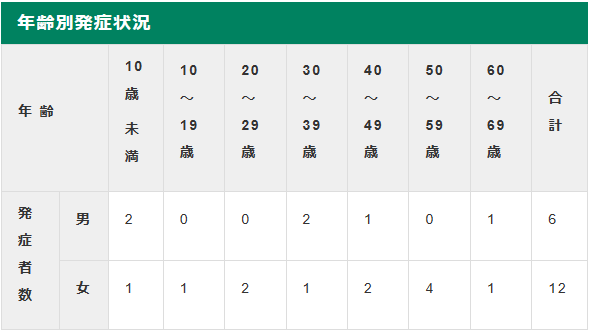 年齢別発症状況
年 齢 10歳未満 10～19歳 20～29歳 30～39歳 40～49歳 50～59歳 60～69歳 合計
発症者数 男 2 0 0 2 1 0 1 6
女 1 1 2 1 2 4 1 12